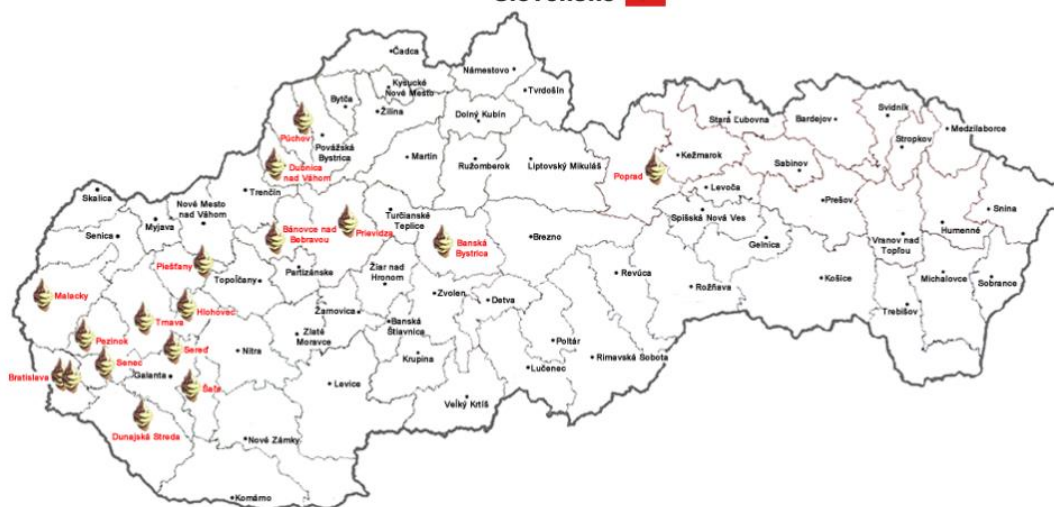 Čadca
Námestovo
Kysucké
Nové Mesto
Tvrdošín
Bytča
Žilina
Dolný Kubín
Svidník
Stará Ľubovna
Bardejov
Stropkov
Medzilaborce
Púchov
Považská
Bystrica
Martin
Ružomberok
Liptovský Mikuláš
Kežmarok
Sabinov
Dubnica
nad Váhom
Poprad
Levoča
Trenčín
Skalica
Nové Mesto
nad Váhom
Prešov
Turčianské
Teplice
Spišská Nová Ves
Snina
Myjava
Bánovce nad
Bebravou
Prievidza
Humenné
Senica
Banská
Bystrica
Brezno
Gelnica
Vranov nad
Topľou
Piešťany
Topoľčany
Partizánske
Žiar nad
Hronom
Revúca
Košice
Michalovce
Sobrance
Rožňava
Malacky
Zvolen
Detva
Hlohovec
Trnava
Žarnovica
Banská
Štiavnica
Trebišov
Zlaté
Moravce
Pezinok
Sereď
Nitra
Krupina
Poltár
Rimavská Sobota
Senec
Lučenec
Bratislava
Galanta
Šaľa
Levice
Veľký Krtíš
Dunajská Streda
Nové Zámky
Komárno